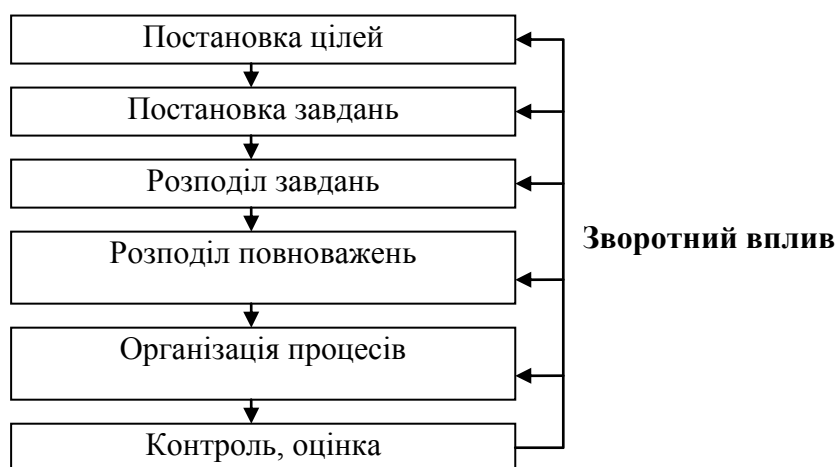 Постановка цілей
Постановка завдань
Розподіл завдань
Розподіл повноважень
Зворотний вплив
Організація процесів
Контроль, оцінка